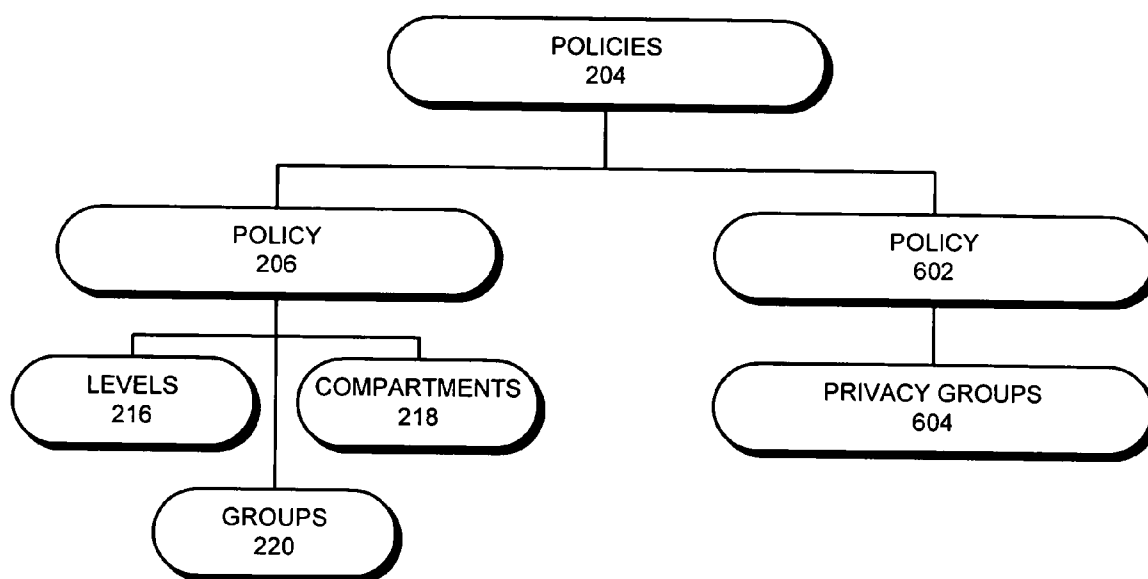 POLICIES
204
POLICY
206
POLICY
602
LEVELS
216
COMPARTMENTS
218
PRIVACY GROUPS
604
GROUPS
220